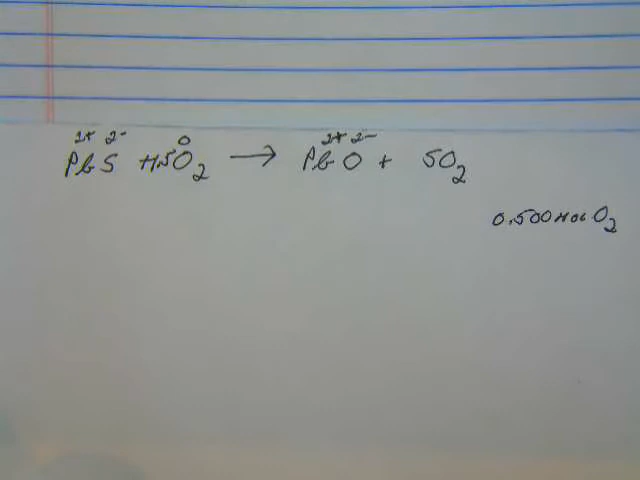 2+ 2- 0 2+ 2-
PbS + 1.5O₂ → PbO + SO₂
0.500 mol O₂